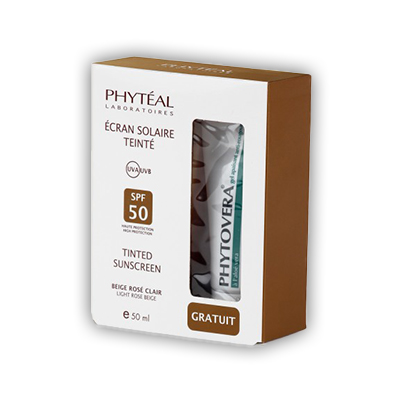 PHYTÉAL
LABORATOIRES
ÉCRAN SOLAIRE
TEINTÉ
UVA UVB
SPF
50
HAUTE PROTECTION
HIGH PROTECTION
TINTED
SUNSCREEN
BEIGE ROSÉ CLAIR
LIGHT ROSE BEIGE
e 50 ml
PHYTOVERA®
GRATUIT